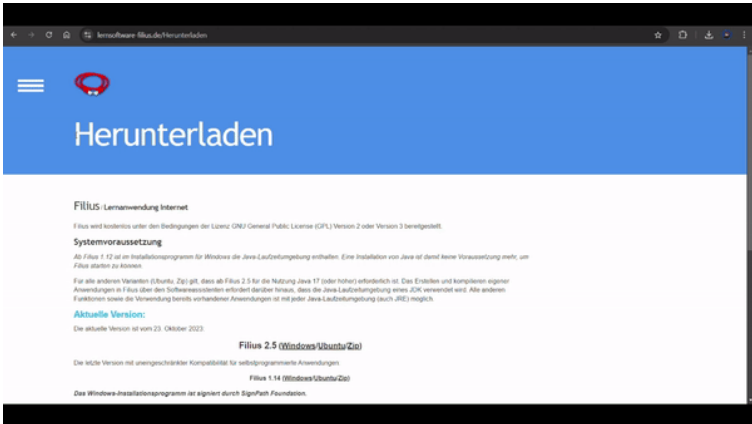 lernsoftware-filius.de/Herunterladen
Herunterladen
Filius: Lernanwendung Internet
Filius wird kostenlos unter den Bedingungen der Lizenz GNU General Public License (GPL) Version 2 oder Version 3 bereitgestellt.
Systemvoraussetzung
Ab Filius 1.12 ist im Installationsprogramm für Windows die Java-Laufzeitumgebung enthalten. Eine Installation von Java ist damit keine Voraussetzung mehr, um
Filius starten zu können.
Für alle anderen Varianten (Ubuntu, Zip) gilt, dass ab Filius 2.5 für die Nutzung Java 17 (oder höher) erforderlich ist. Das Erstellen und kompilieren eigener
Anwendungen in Filius über den Softwareassistenten erfordert darüber hinaus, dass die Java-Laufzeitumgebung eines JDK verwendet wird. Alle anderen
Funktionen sowie die Verwendung bereits vorhandener Anwendungen ist mit jeder Java-Laufzeitumgebung (auch JRE) möglich.
Aktuelle Version:
Die aktuelle Version ist vom 23. Oktober 2023:
Filius 2.5 (Windows/Ubuntu/Zip)
Die letzte Version mit uneingeschränkter Kompatibilität für selbstprogrammierte Anwendungen
Filius 1.14 (Windows/Ubuntu/Zip)
Das Windows-Installationsprogramm ist signiert durch SignPath Foundation.